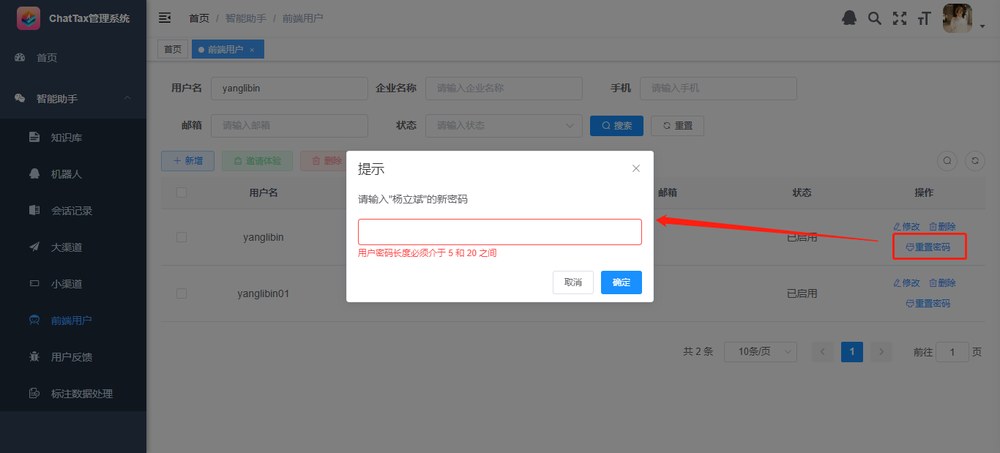 ChatTax管理系统
首页
智能助手
知识库
机器人
会话记录
大渠道
小渠道
前端用户
用户反馈
标注数据处理
首页 / 智能助手 / 前端用户
首页
前端用户 ×
用户名 yanglibin 企业名称 请输入企业名称 手机 请输入手机
邮箱 请输入邮箱 状态 请输入状态 搜索 重置
新增 邀请体验 删除
用户名 邮箱 状态 操作
yanglibin 已启用 修改 删除
重置密码
yanglibin01 已启用 修改 删除
重置密码
共 2 条 10条/页 1 前往 1 页
提示
请输入"杨立斌"的新密码
用户密码长度必须介于 5 和 20 之间
取消 确定